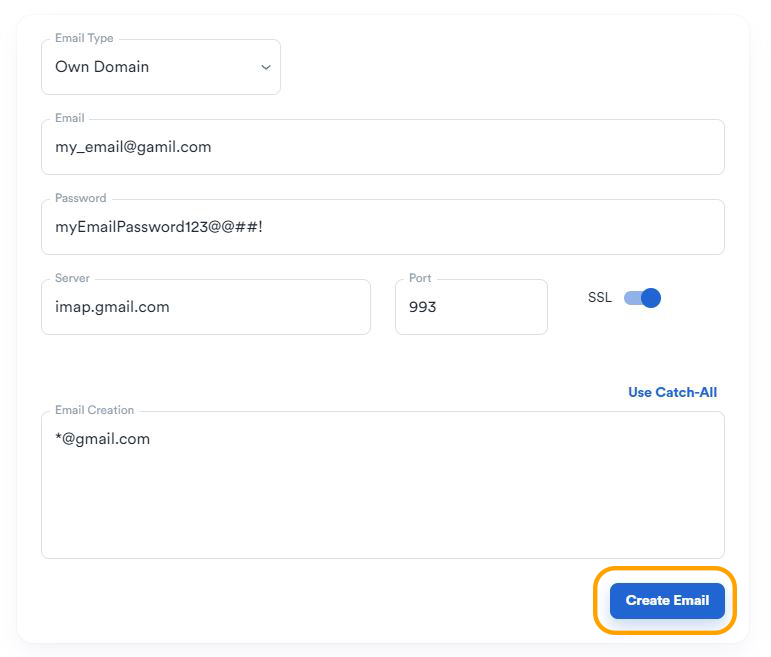 Email Type
Own Domain
Email
my_email@gamil.com
Password
myEmailPassword123@@##!
Server
imap.gmail.com
Port
993
SSL
Use Catch-All
Email Creation
*@gmail.com
Create Email